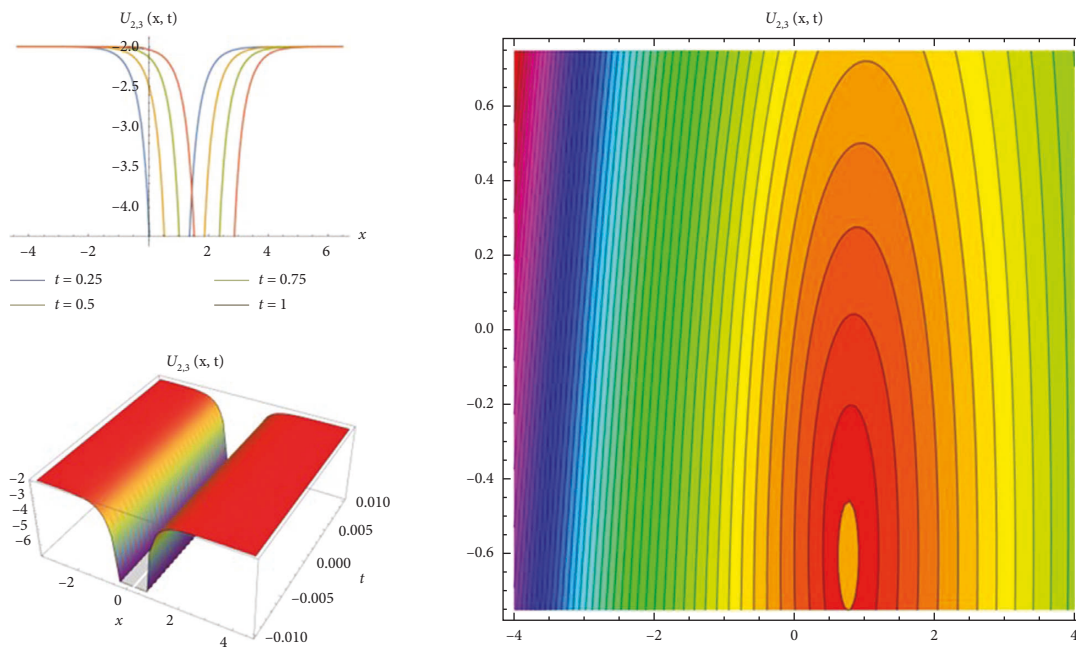 U2,3 (x, t)
–2.0
–2.5
–3.0
–3.5
–4.0
–4 –2 0 2 4 6 x
t = 0.25 t = 0.75
t = 0.5 t = 1
U2,3 (x, t)
–2
–3
–4
–5
–6
–2 0 2 4
x
0.010
0.005
0.000
–0.005
–0.010
t
U2,3 (x, t)
0.6
0.4
0.2
0.0
–0.2
–0.4
–0.6
–4 –2 0 2 4